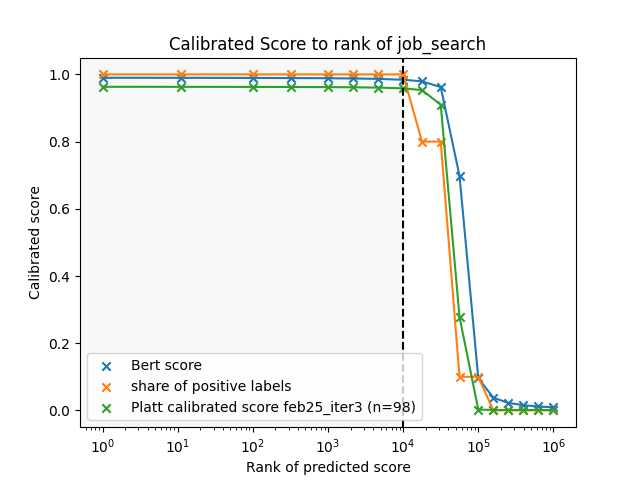 Calibrated Score to rank of job_search
Calibrated score
1.0
0.8
0.6
0.4
0.2
0.0
Bert score
share of positive labels
Platt calibrated score feb25_iter3 (n=98)
10^0 10^1 10^2 10^3 10^4 10^5 10^6
Rank of predicted score